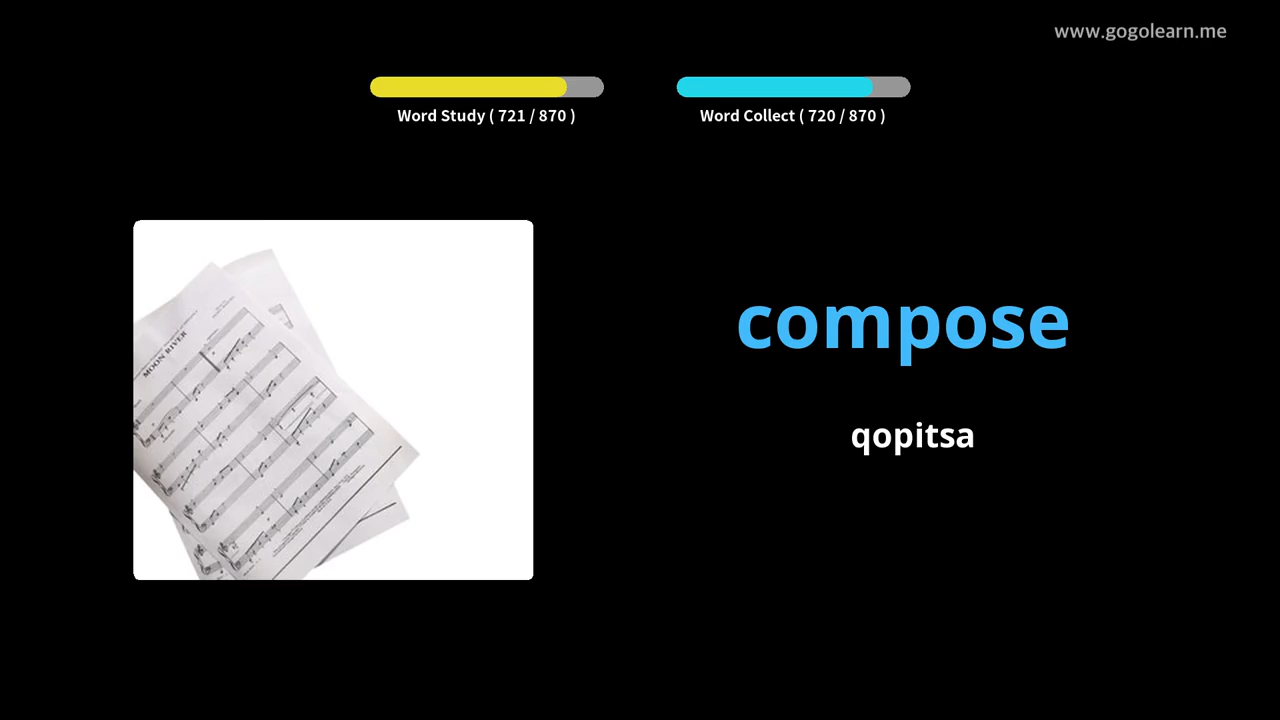 www.gogolearn.me
Word Study ( 721 / 870 )
Word Collect ( 720 / 870 )
MOON RIVER
compose
qopitsa